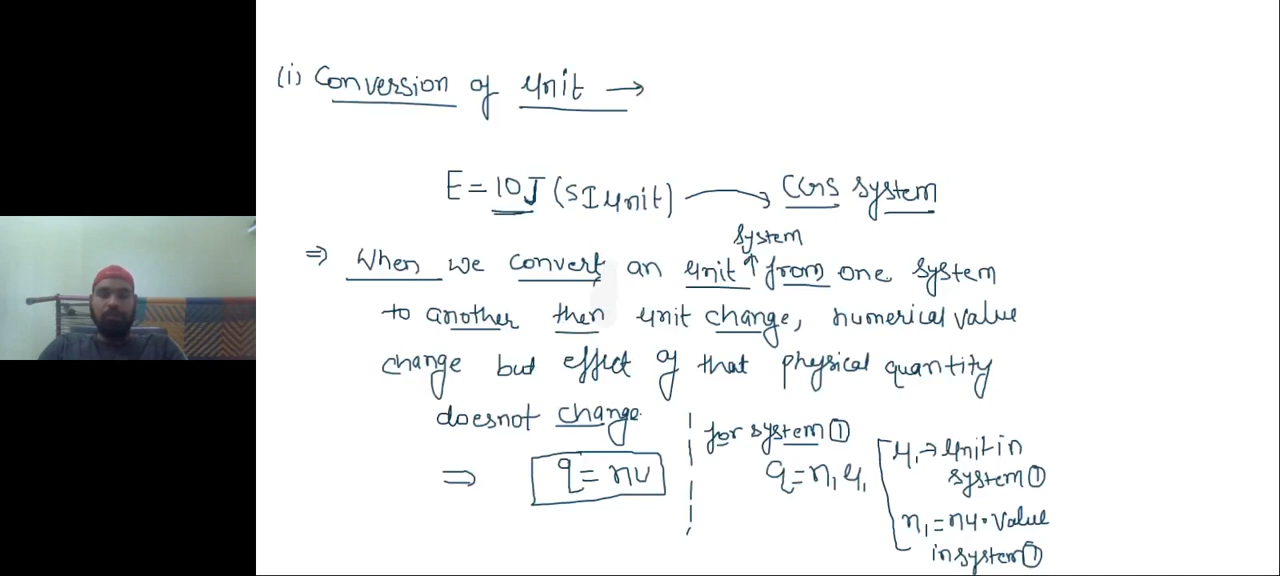 (i) Conversion of unit →
E = 10J (SI unit) → CGS system
system
⇒ When we convert an unit ↑ from one system
to another then unit change, numerical value
change but effect of that physical quantity
doesnot change.
⇒ q = nu
for system ①
q = n₁u₁
u₁ → unit in
system ①
n₁ = nu. value
in system ①